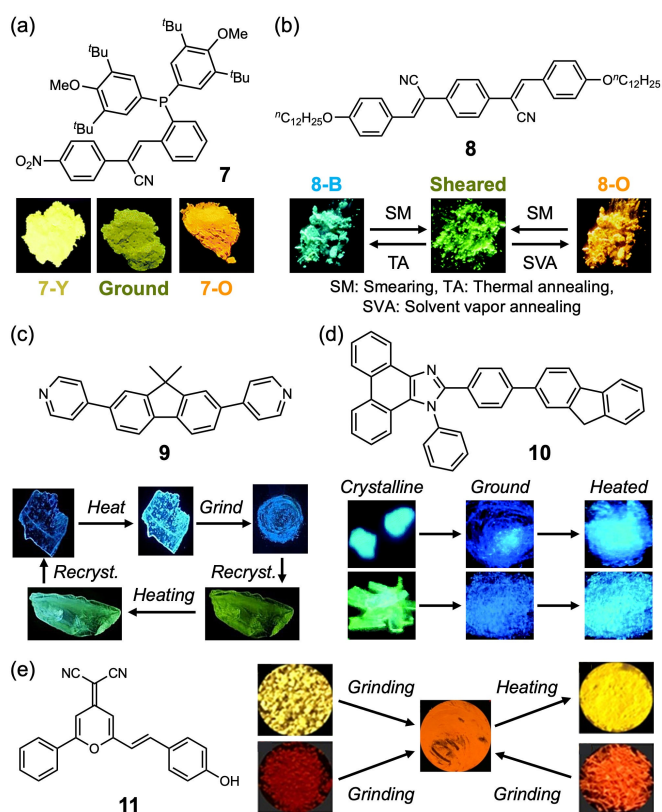 (a)
tBu
OMe
MeO
tBu
tBu
P
tBu
O2N
CN
7
7-Y Ground 7-O
(b)
NC
OnC12H25
nC12H25O
CN
8
8-B Sheared 8-O
SM SM
TA SVA
SM: Smearing, TA: Thermal annealing,
SVA: Solvent vapor annealing
(c)
N N
9
Heat Grind
Recryst. Heating Recryst.
(d)
N
N
10
Crystalline Ground Heated
(e)
NC CN
O
OH
11
Grinding Heating
Grinding Grinding